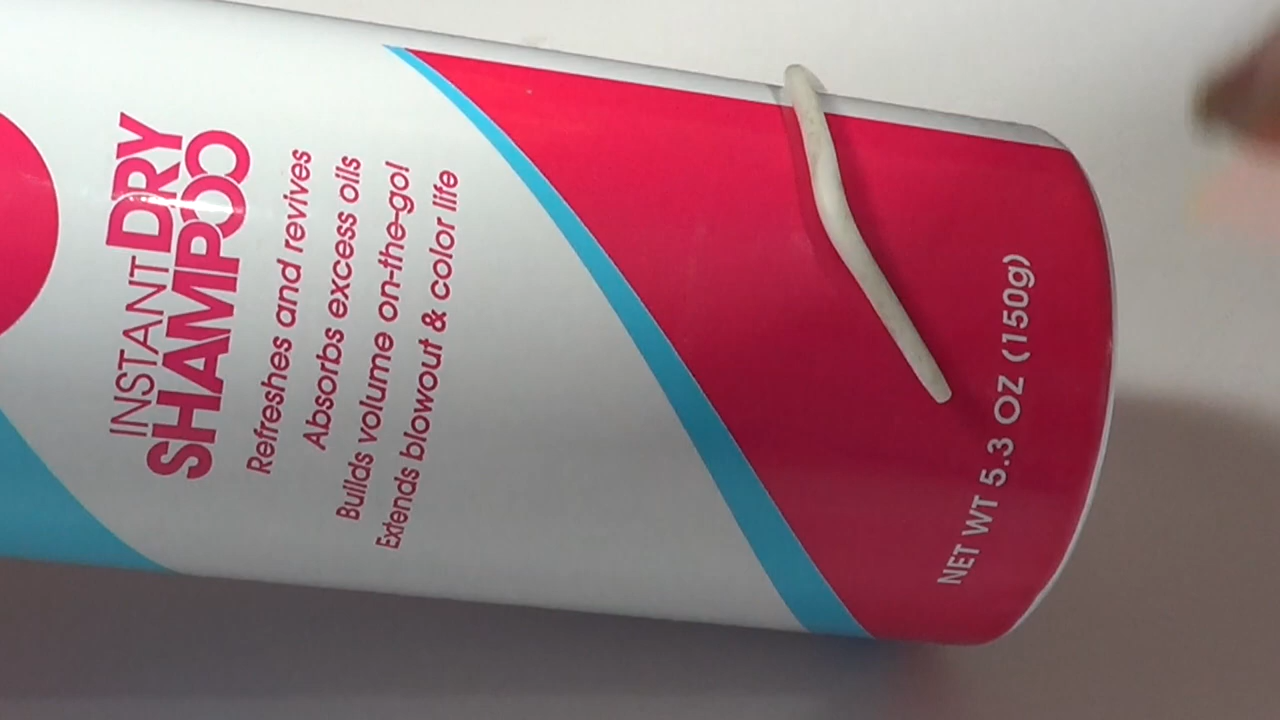 INSTANT DRY
SHAMPOO
Refreshes and revives
Absorbs excess oils
Builds volume on-the-go!
Extends blowout & color life
NET WT 5.3 OZ (150g)